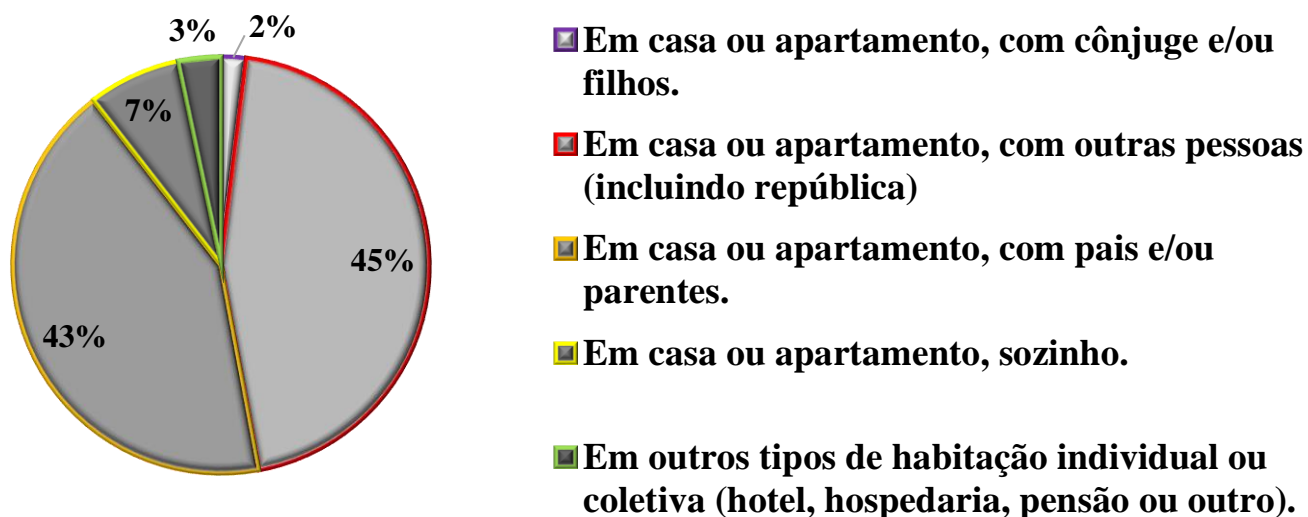 3%
2%
7%
45%
43%
Em casa ou apartamento, com cônjuge e/ou
filhos.
Em casa ou apartamento, com outras pessoas
(incluindo república)
Em casa ou apartamento, com pais e/ou
parentes.
Em casa ou apartamento, sozinho.
Em outros tipos de habitação individual ou
coletiva (hotel, hospedaria, pensão ou outro).